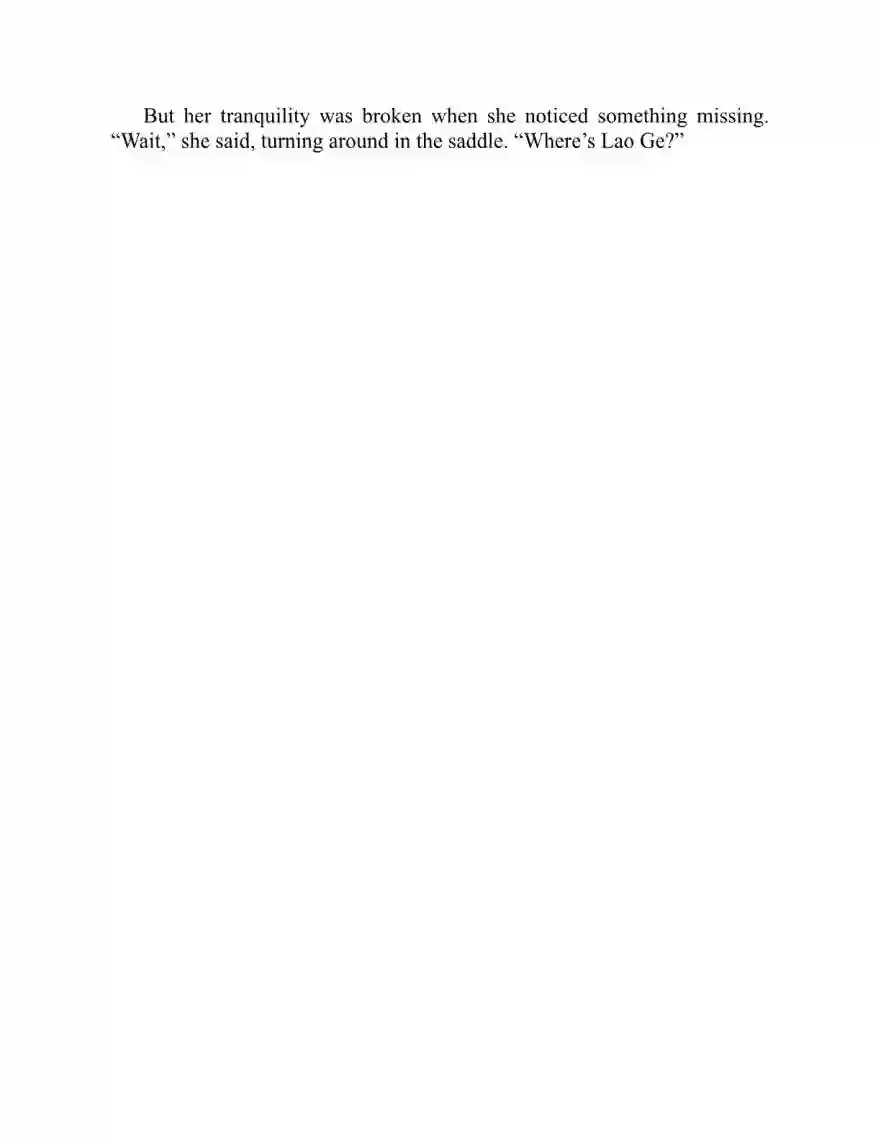 But her tranquility was broken when she noticed something missing.
“Wait,” she said, turning around in the saddle. “Where’s Lao Ge?”